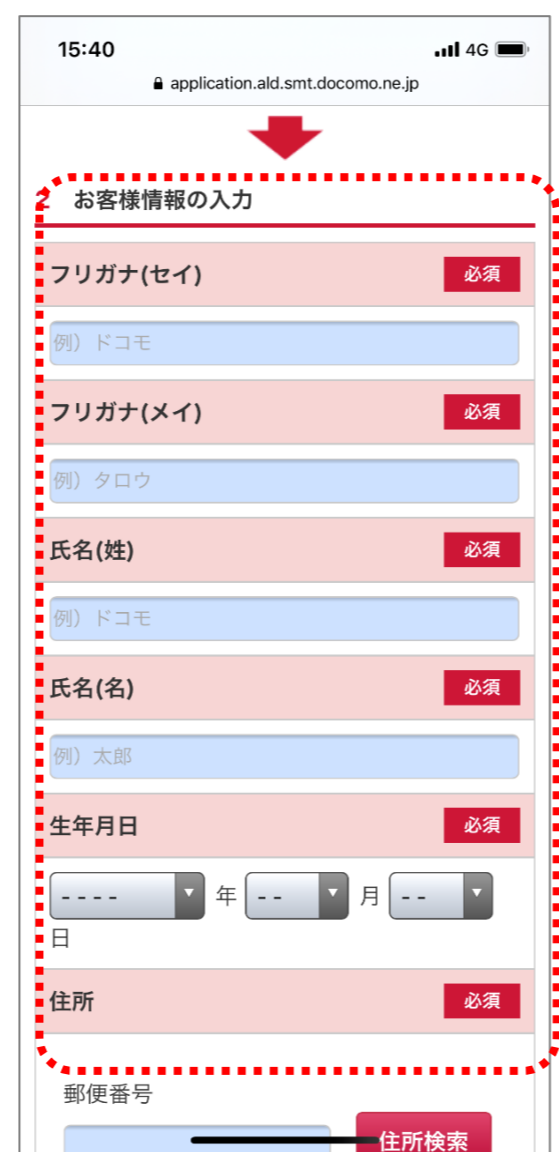 15:40 4G
application.ald.smt.docomo.ne.jp
2 お客様情報の入力
フリガナ(セイ) 必須
例）ドコモ
フリガナ(メイ) 必須
例）タロウ
氏名(姓) 必須
例）ドコモ
氏名(名) 必須
例）太郎
生年月日 必須
---- 年 -- 月 --
日
住所 必須
郵便番号
住所検索